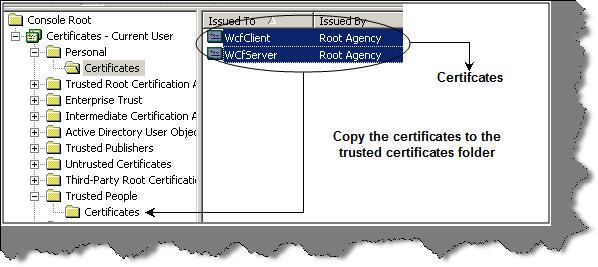 Console Root
Issued To Issued By
Certificates - Current User
WcfClient Root Agency
Personal
WCfServer Root Agency
Certificates
Certifcates
Trusted Root Certification A
Enterprise Trust
Intermediate Certification A
Copy the certificates to the
Active Directory User Objec
trusted certificates folder
Trusted Publishers
Untrusted Certificates
Third-Party Root Certification
Trusted People
Certificates